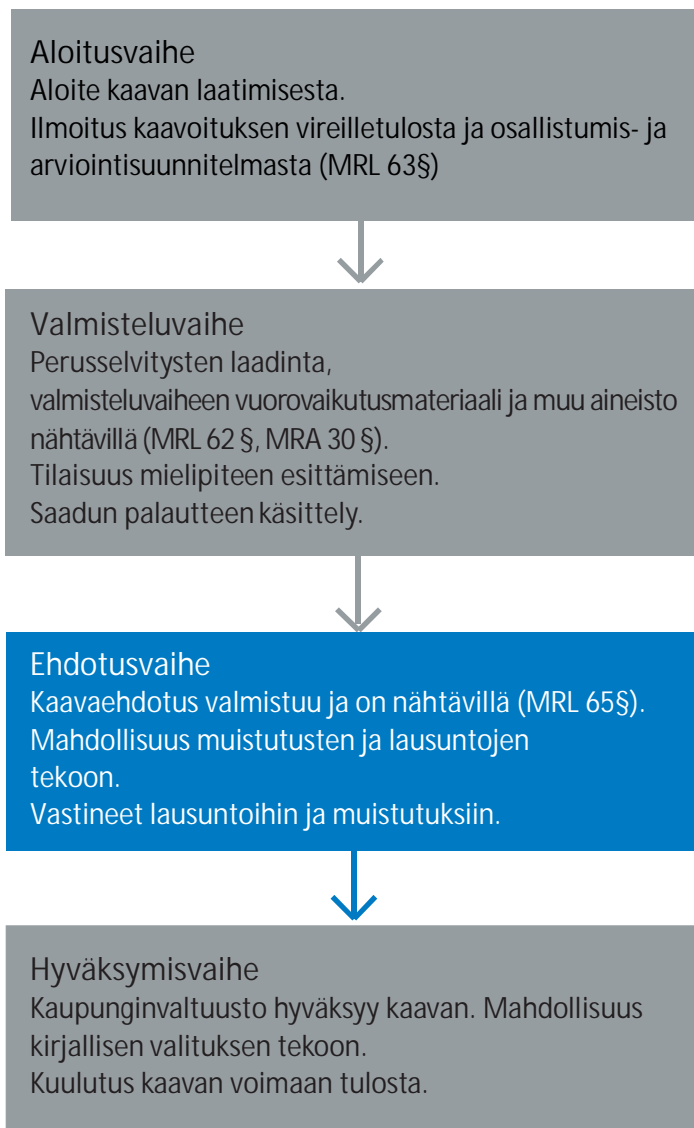 Aloitusvaihe
Aloite kaavan laatimisesta.
Ilmoitus kaavoituksen vireilletulosta ja osallistumis- ja
arviointisuunnitelmasta (MRL 63§)
Valmisteluvaihe
Perusselvitysten laadinta,
valmisteluvaiheen vuorovaikutusmateriaali ja muu aineisto
nähtävillä (MRL 62 §, MRA 30 §).
Tilaisuus mielipiteen esittämiseen.
Saadun palautteen käsittely.
Ehdotusvaihe
Kaavaehdotus valmistuu ja on nähtävillä (MRL 65§).
Mahdollisuus muistutusten ja lausuntojen
tekoon.
Vastineet lausuntoihin ja muistutuksiin.
Hyväksymisvaihe
Kaupunginvaltuusto hyväksyy kaavan. Mahdollisuus
kirjallisen valituksen tekoon.
Kuulutus kaavan voimaan tulosta.